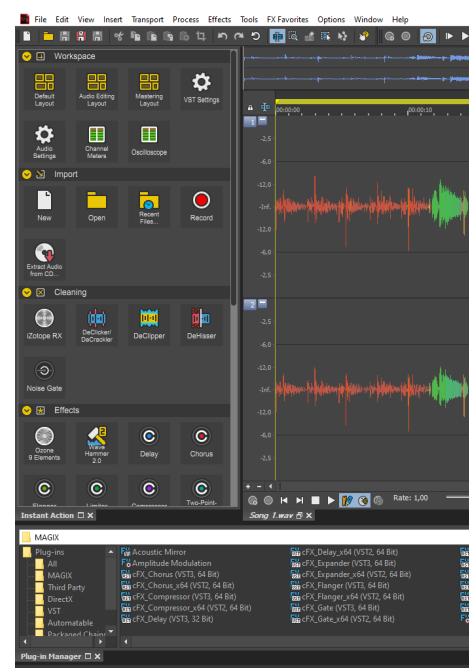 File Edit View Insert Transport Process Effects Tools FX Favorites Options Window Help
Workspace
Default Layout
Audio Editing Layout
Mastering Layout
VST Settings
Audio Settings
Channel Meters
Oscilloscope
Import
New
Open
Recent Files...
Record
Extract Audio from CD...
Cleaning
iZotope RX
DeClicker/ DeCrackler
DeClipper
DeHisser
Noise Gate
Effects
Ozone 9 Elements
Wave Hammer 2.0
Delay
Chorus
Two-Point-
Instant Action
00:00:00
00:00:10
1
-2,5
-6,0
-12,0
-Inf.
-12,0
-6,0
-2,5
2
-2,5
-6,0
-12,0
-Inf.
-12,0
-6,0
-2,5
Rate: 1,00
Song 1.wav
MAGIX
Plug-ins
All
MAGIX
Third Party
DirectX
VST
Automatable
Acoustic Mirror
Amplitude Modulation
cFX_Chorus (VST3, 64 Bit)
cFX_Chorus_x64 (VST2, 64 Bit)
cFX_Compressor (VST3, 64 Bit)
cFX_Compressor_x64 (VST2, 64 Bit)
cFX_Delay (VST3, 32 Bit)
cFX_Delay_x64 (VST2, 64 Bit)
cFX_Expander (VST3, 64 Bit)
cFX_Expander_x64 (VST2, 64 Bit)
cFX_Flanger (VST3, 64 Bit)
cFX_Flanger_x64 (VST2, 64 Bit)
cFX_Gate (VST3, 64 Bit)
cFX_Gate_x64 (VST2, 64 Bit)
Plug-in Manager